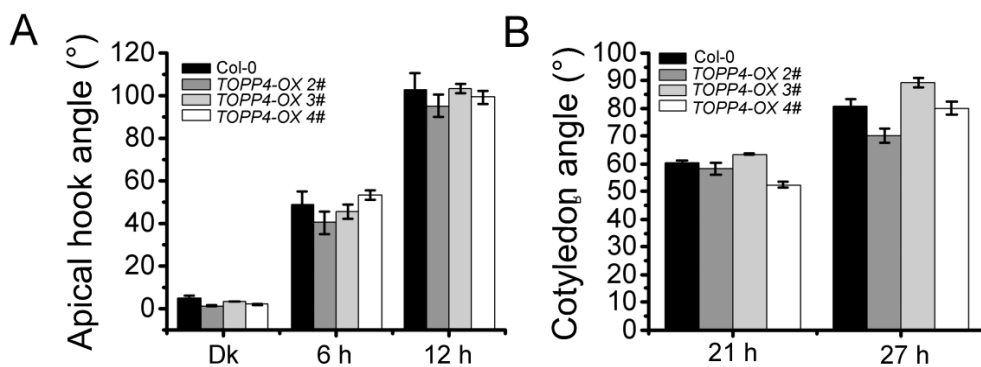 A
Apical hook angle (°)
120
100
80
60
40
20
0
Col-0
TOPP4-OX 2#
TOPP4-OX 3#
TOPP4-OX 4#
Dk
6 h
12 h
B
Cotyledon angle (°)
100
90
80
70
60
50
40
30
20
10
0
Col-0
TOPP4-OX 2#
TOPP4-OX 3#
TOPP4-OX 4#
21 h
27 h